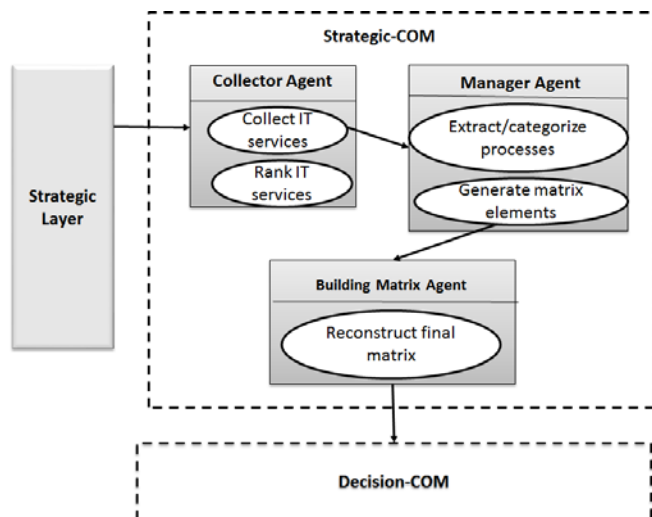 Strategic-COM
Strategic
Layer
Collector Agent
Collect IT
services
Rank IT
services
Manager Agent
Extract/categorize
processes
Generate matrix
elements
Building Matrix Agent
Reconstruct final
matrix
Decision-COM